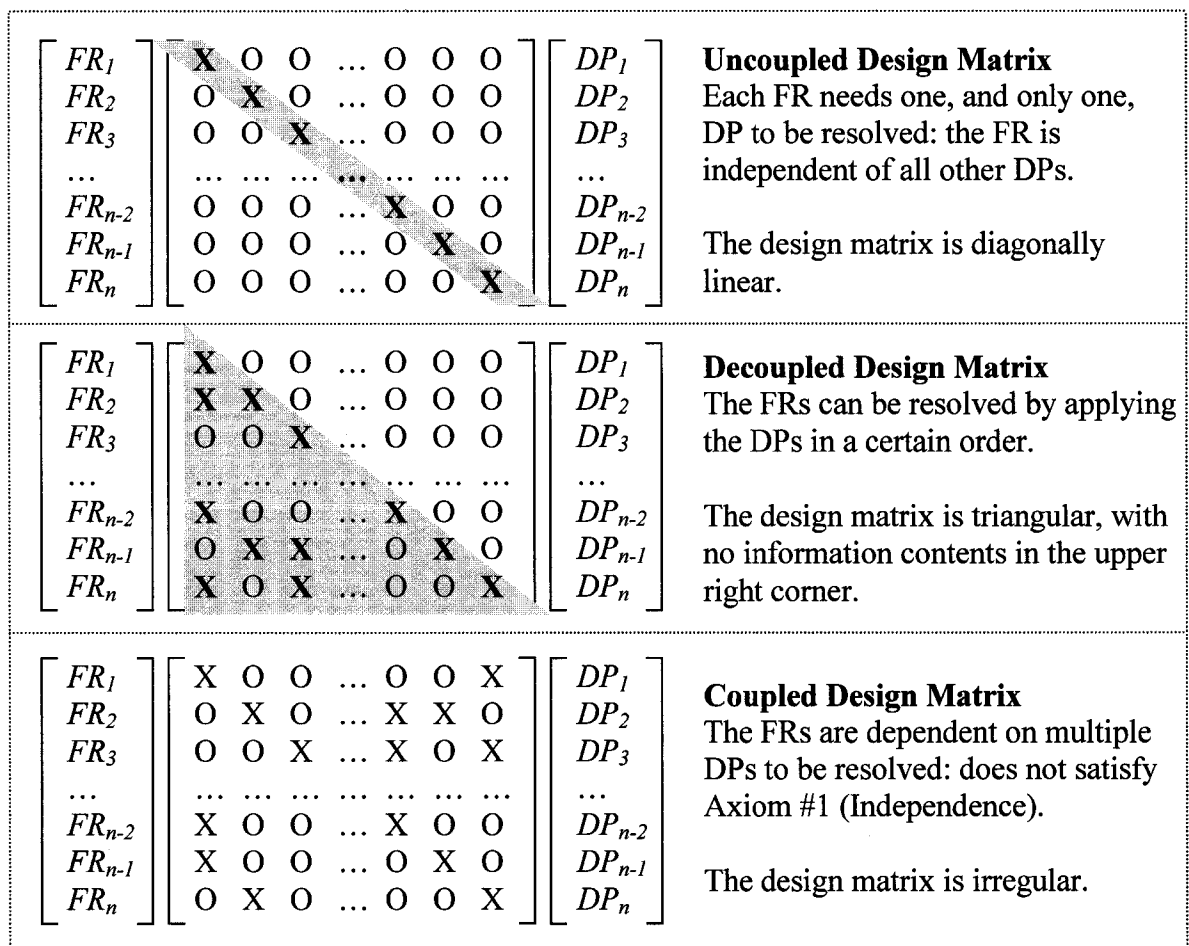 FR1 X O O ... O O O DP1 Uncoupled Design Matrix
FR2 O X O ... O O O DP2 Each FR needs one, and only one,
FR3 O O X ... O O O DP3 DP to be resolved: the FR is
... ... ... ... ... ... ... ... ... independent of all other DPs.
FRn-2 O O O ... X O O DPn-2
FRn-1 O O O ... O X O DPn-1 The design matrix is diagonally
FRn O O O ... O O X DPn linear.
FR1 X O O ... O O O DP1 Decoupled Design Matrix
FR2 X X O ... O O O DP2 The FRs can be resolved by applying
FR3 O O X ... O O O DP3 the DPs in a certain order.
... ... ... ... ... ... ... ... ...
FRn-2 X O O ... X O O DPn-2 The design matrix is triangular, with
FRn-1 O X X ... O X O DPn-1 no information contents in the upper
FRn X O X ... O O X DPn right corner.
FR1 X O O ... O O X DP1 Coupled Design Matrix
FR2 O X O ... X X O DP2 The FRs are dependent on multiple
FR3 O O X ... X O X DP3 DPs to be resolved: does not satisfy
... ... ... ... ... ... ... ... ... Axiom #1 (Independence).
FRn-2 X O O ... X O O DPn-2
FRn-1 X O O ... O X O DPn-1 The design matrix is irregular.
FRn O X O ... O O X DPn